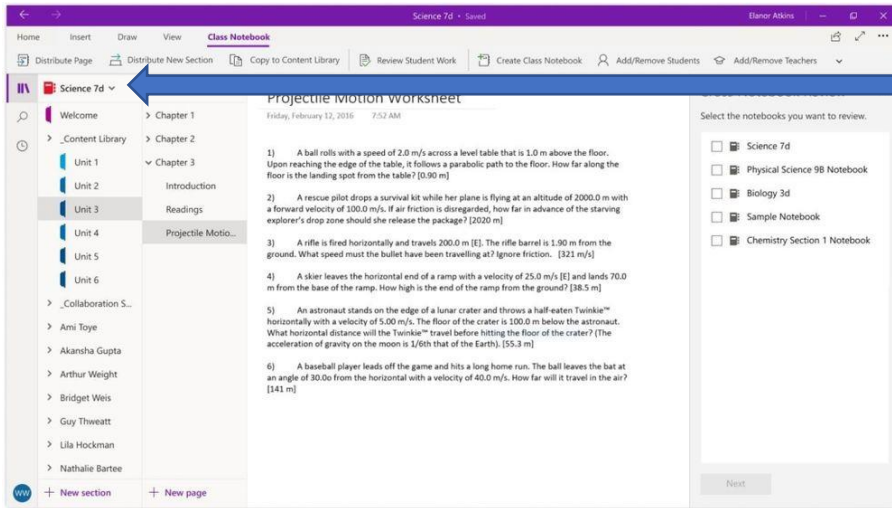 Science 7d • Saved
Elanor Atkins
Home Insert Draw View Class Notebook
Distribute Page Distribute New Section Copy to Content Library Review Student Work Create Class Notebook Add/Remove Students Add/Remove Teachers
Science 7d
Welcome
_Content Library
Unit 1
Unit 2
Unit 3
Unit 4
Unit 5
Unit 6
_Collaboration S...
Ami Toye
Akansha Gupta
Arthur Weight
Bridget Weis
Guy Thweatt
Lila Hockman
Nathalie Bartee
WW
+ New section
Chapter 1
Chapter 2
Chapter 3
Introduction
Readings
Projectile Motio...
+ New page
Projectile Motion Worksheet
Friday, February 12, 2016 7:52 AM
1) A ball rolls with a speed of 2.0 m/s across a level table that is 1.0 m above the floor.
Upon reaching the edge of the table, it follows a parabolic path to the floor. How far along the
floor is the landing spot from the table? [0.90 m]
2) A rescue pilot drops a survival kit while her plane is flying at an altitude of 2000.0 m with
a forward velocity of 100.0 m/s. If air friction is disregarded, how far in advance of the starving
explorer's drop zone should she release the package? [2020 m]
3) A rifle is fired horizontally and travels 200.0 m [E]. The rifle barrel is 1.90 m from the
ground. What speed must the bullet have been travelling at? Ignore friction. [321 m/s]
4) A skier leaves the horizontal end of a ramp with a velocity of 25.0 m/s [E] and lands 70.0
m from the base of the ramp. How high is the end of the ramp from the ground? [38.5 m]
5) An astronaut stands on the edge of a lunar crater and throws a half-eaten Twinkie™
horizontally with a velocity of 5.00 m/s. The floor of the crater is 100.0 m below the astronaut.
What horizontal distance will the Twinkie™ travel before hitting the floor of the crater? (The
acceleration of gravity on the moon is 1/6th that of the Earth). [55.3 m]
6) A baseball player leads off the game and hits a long home run. The ball leaves the bat at
an angle of 30.0o from the horizontal with a velocity of 40.0 m/s. How far will it travel in the air?
[141 m]
Select the notebooks you want to review.
Science 7d
Physical Science 9B Notebook
Biology 3d
Sample Notebook
Chemistry Section 1 Notebook
Next